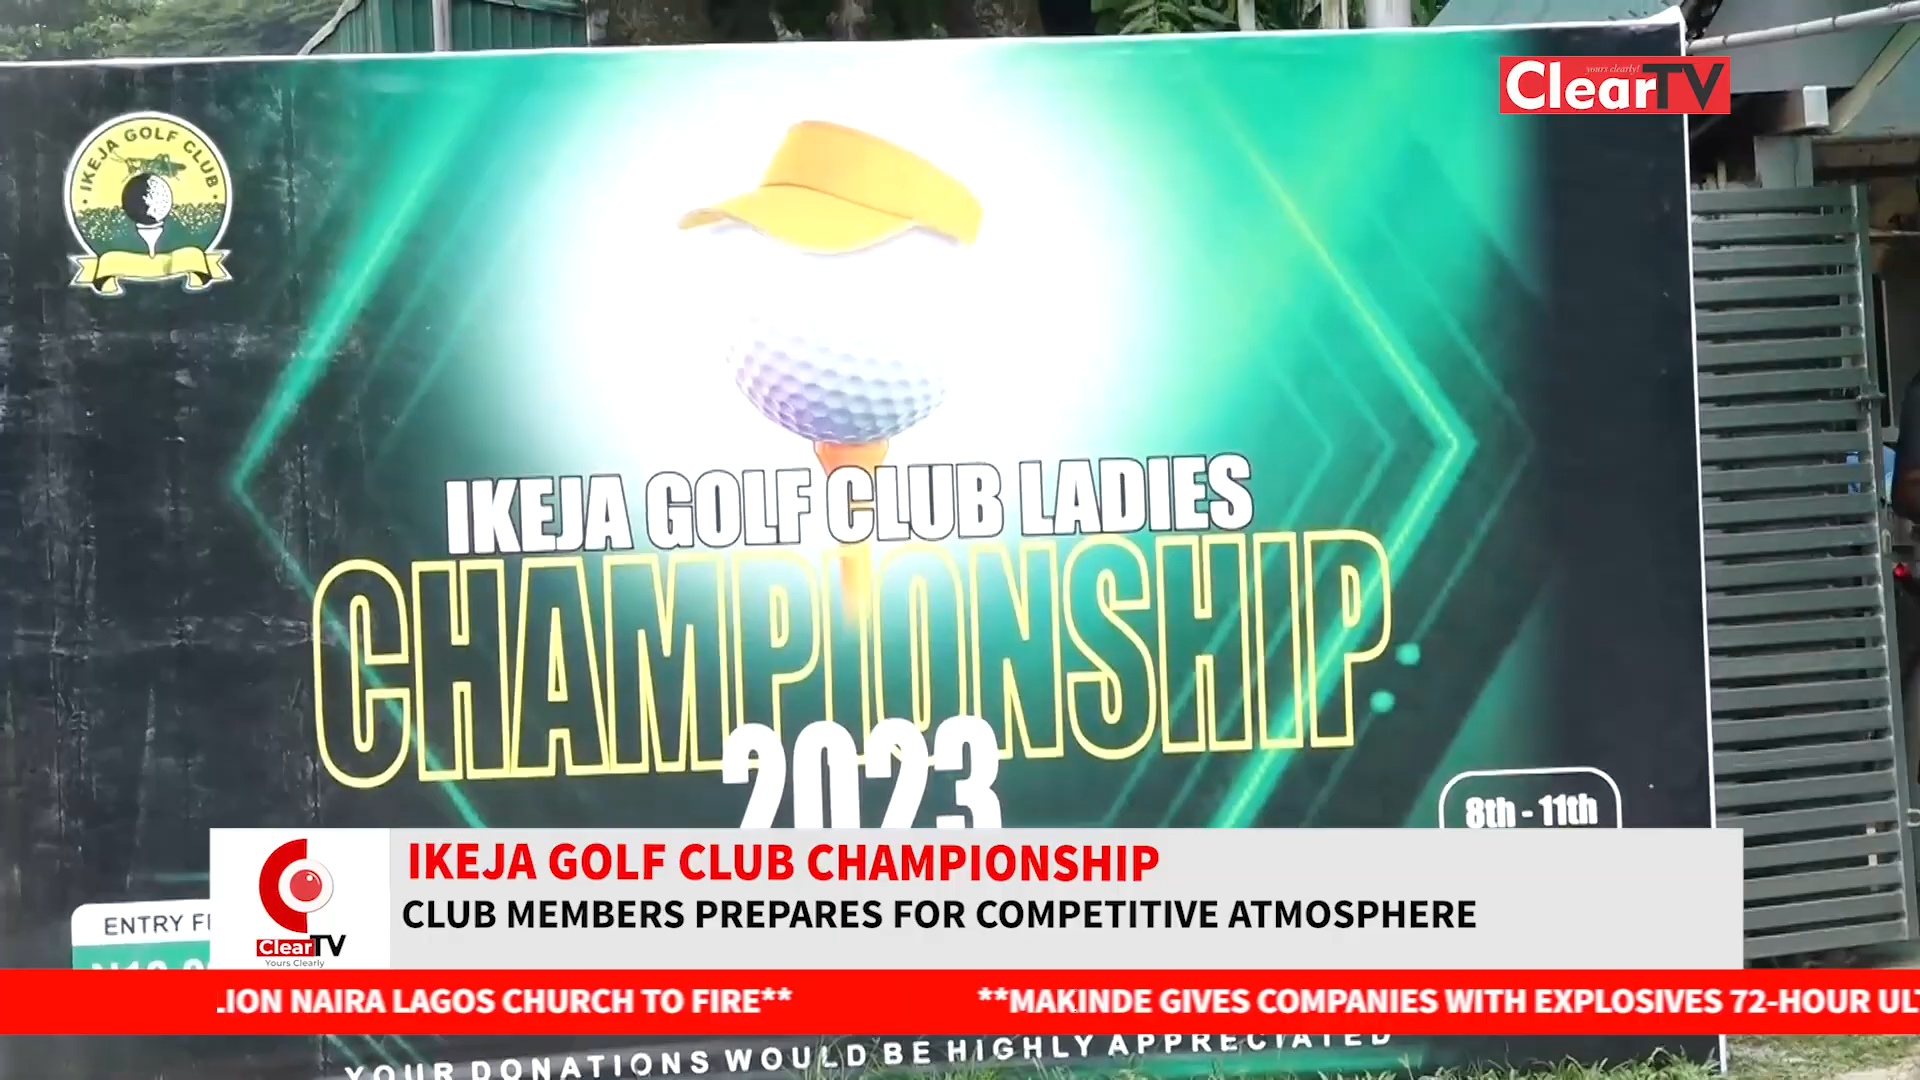 yours clearly!
ClearTV
IKEJA GOLF CLUB
IKEJA GOLF CLUB LADIES
CHAMPIONSHIP
2023
8th - 11th
ENTRY
IKEJA GOLF CLUB CHAMPIONSHIP
CLUB MEMBERS PREPARES FOR COMPETITIVE ATMOSPHERE
ClearTV
Yours Clearly
NAIRA LAGOS CHURCH TO FIRE** **MAKINDE GIVES COMPANIES WITH EXPLOSIVES 72-HOUR
YOUR DONATIONS WOULD BE HIGHLY APPRECIATED